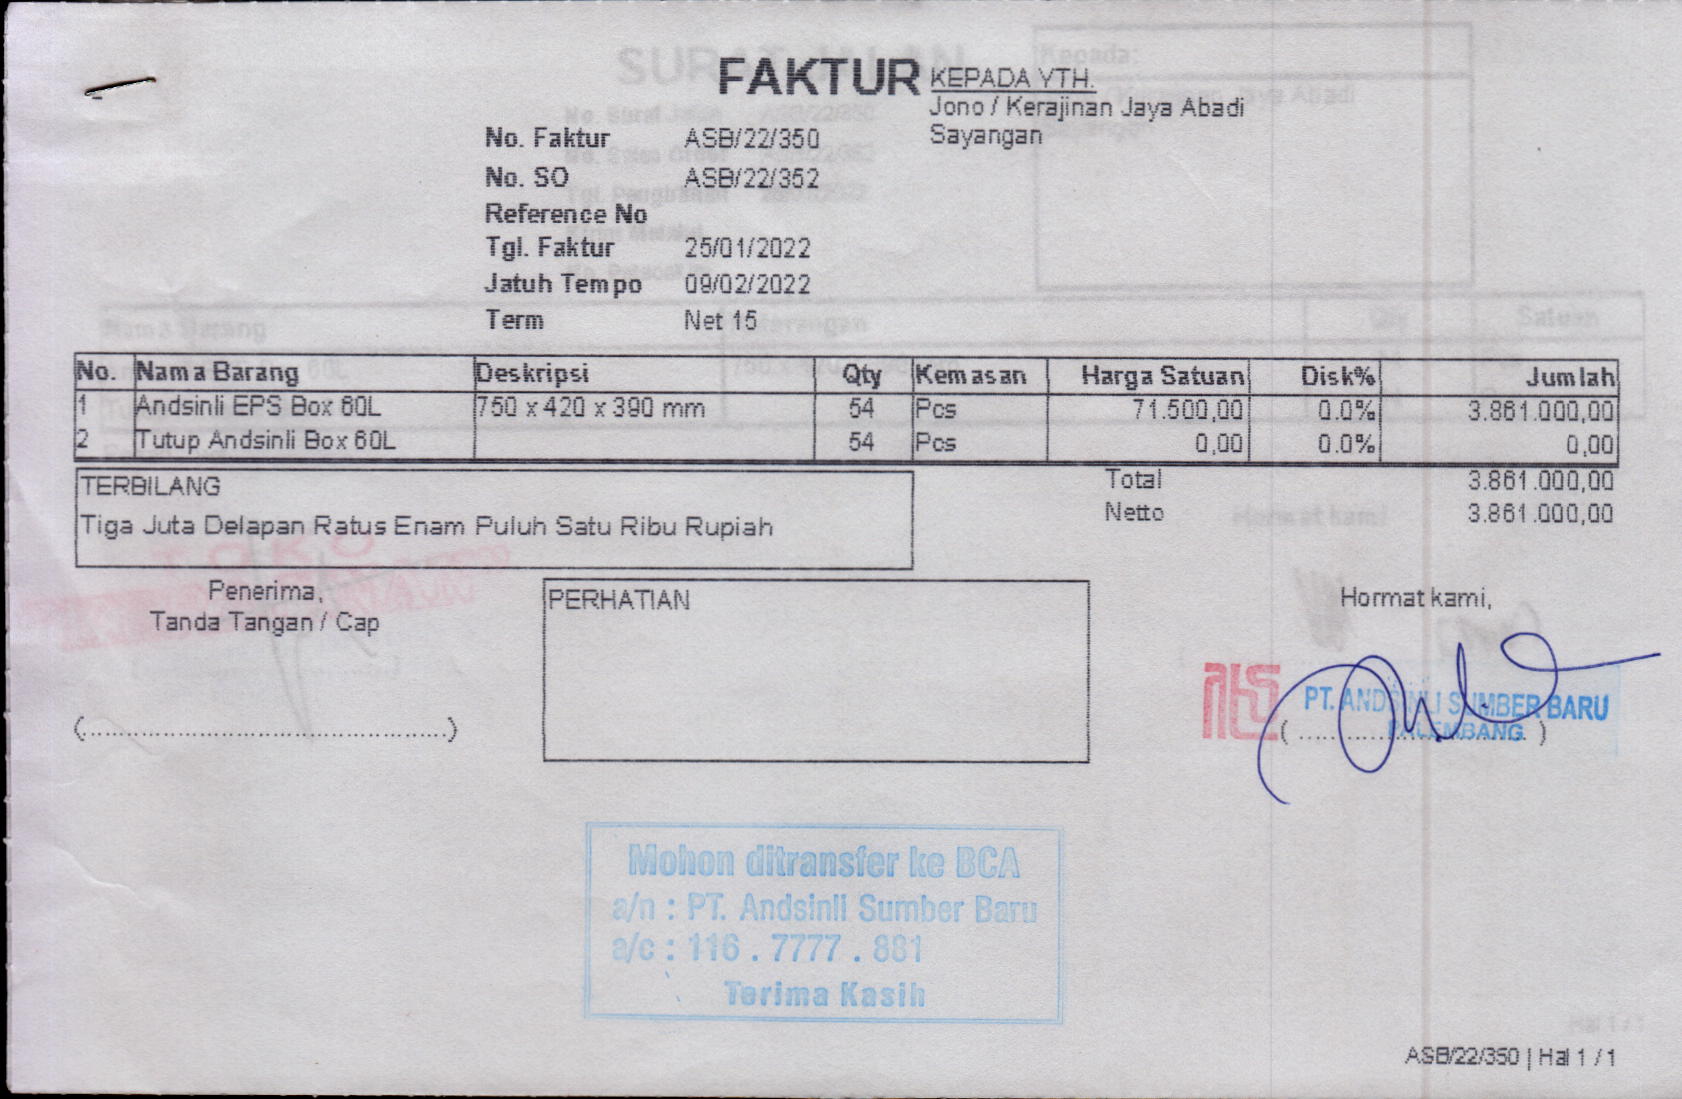 FAKTUR
KEPADA YTH.
Jono / Kerajinan Jaya Abadi
Sayangan
No. Faktur ASB/22/350
No. SO ASB/22/352
Reference No
Tgl. Faktur 25/01/2022
Jatuh Tempo 09/02/2022
Term Net 15
No. Nama Barang Deskripsi Qty Kemasan Harga Satuan Disk% Jumlah
1 Andsinli EPS Box 60L 750 x 420 x 390 mm 54 Pcs 71.500,00 0.0% 3.861.000,00
2 Tutup Andsinli Box 60L 54 Pcs 0,00 0.0% 0,00
Total 3.861.000,00
Netto 3.861.000,00
TERBILANG
Tiga Juta Delapan Ratus Enam Puluh Satu Ribu Rupiah
Penerima,
Tanda Tangan / Cap
(................................................)
PERHATIAN
Hormat kami,
PT. ANDSINLI SUMBER BARU
PALEMBANG
Mohon ditransfer ke BCA
a/n : PT. Andsinli Sumber Baru
a/c : 116 . 7777 . 881
Terima Kasih
ASB/22/350 | Hal 1 / 1